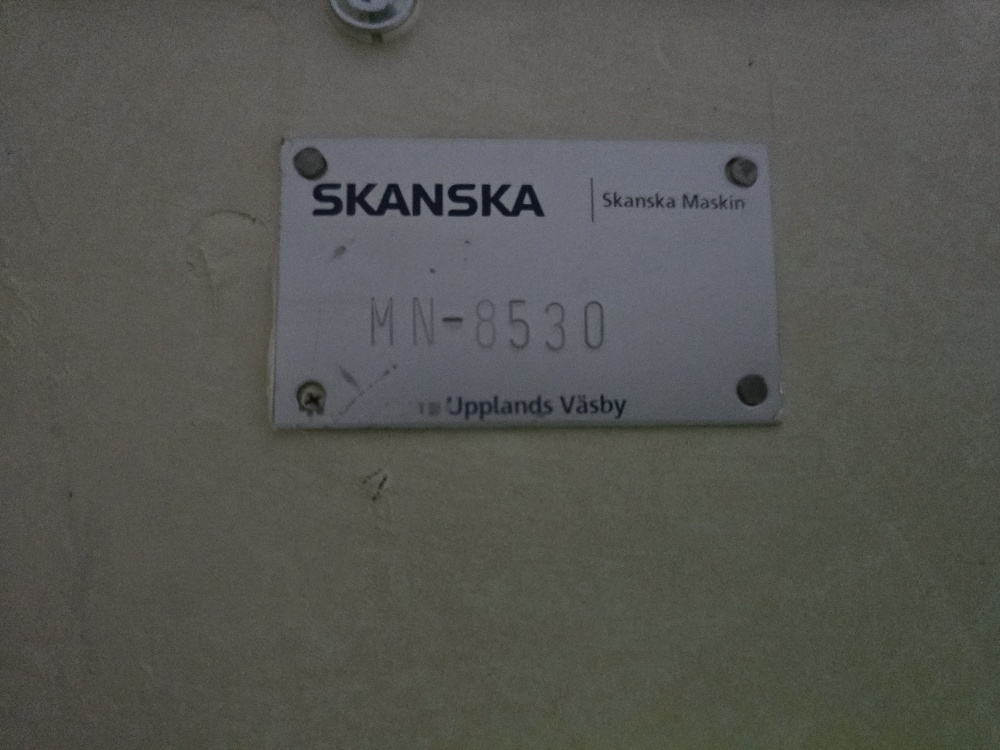 SKANSKA | Skanska Maskin
MN-8530
Upplands Väsby